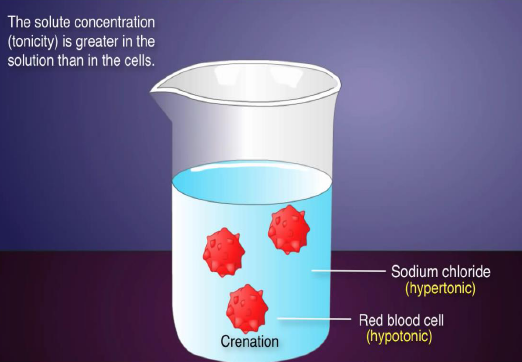 The solute concentration
(tonicity) is greater in the
solution than in the cells.
Sodium chloride
(hypertonic)
Red blood cell
(hypotonic)
Crenation